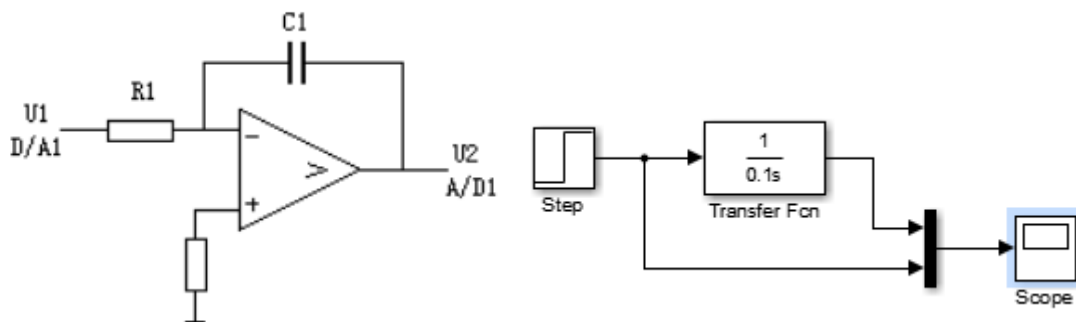 C1
R1
U1
D/A1
−
+
>
U2
A/D1
Step
1
0.1s
Transfer Fcn
Scope